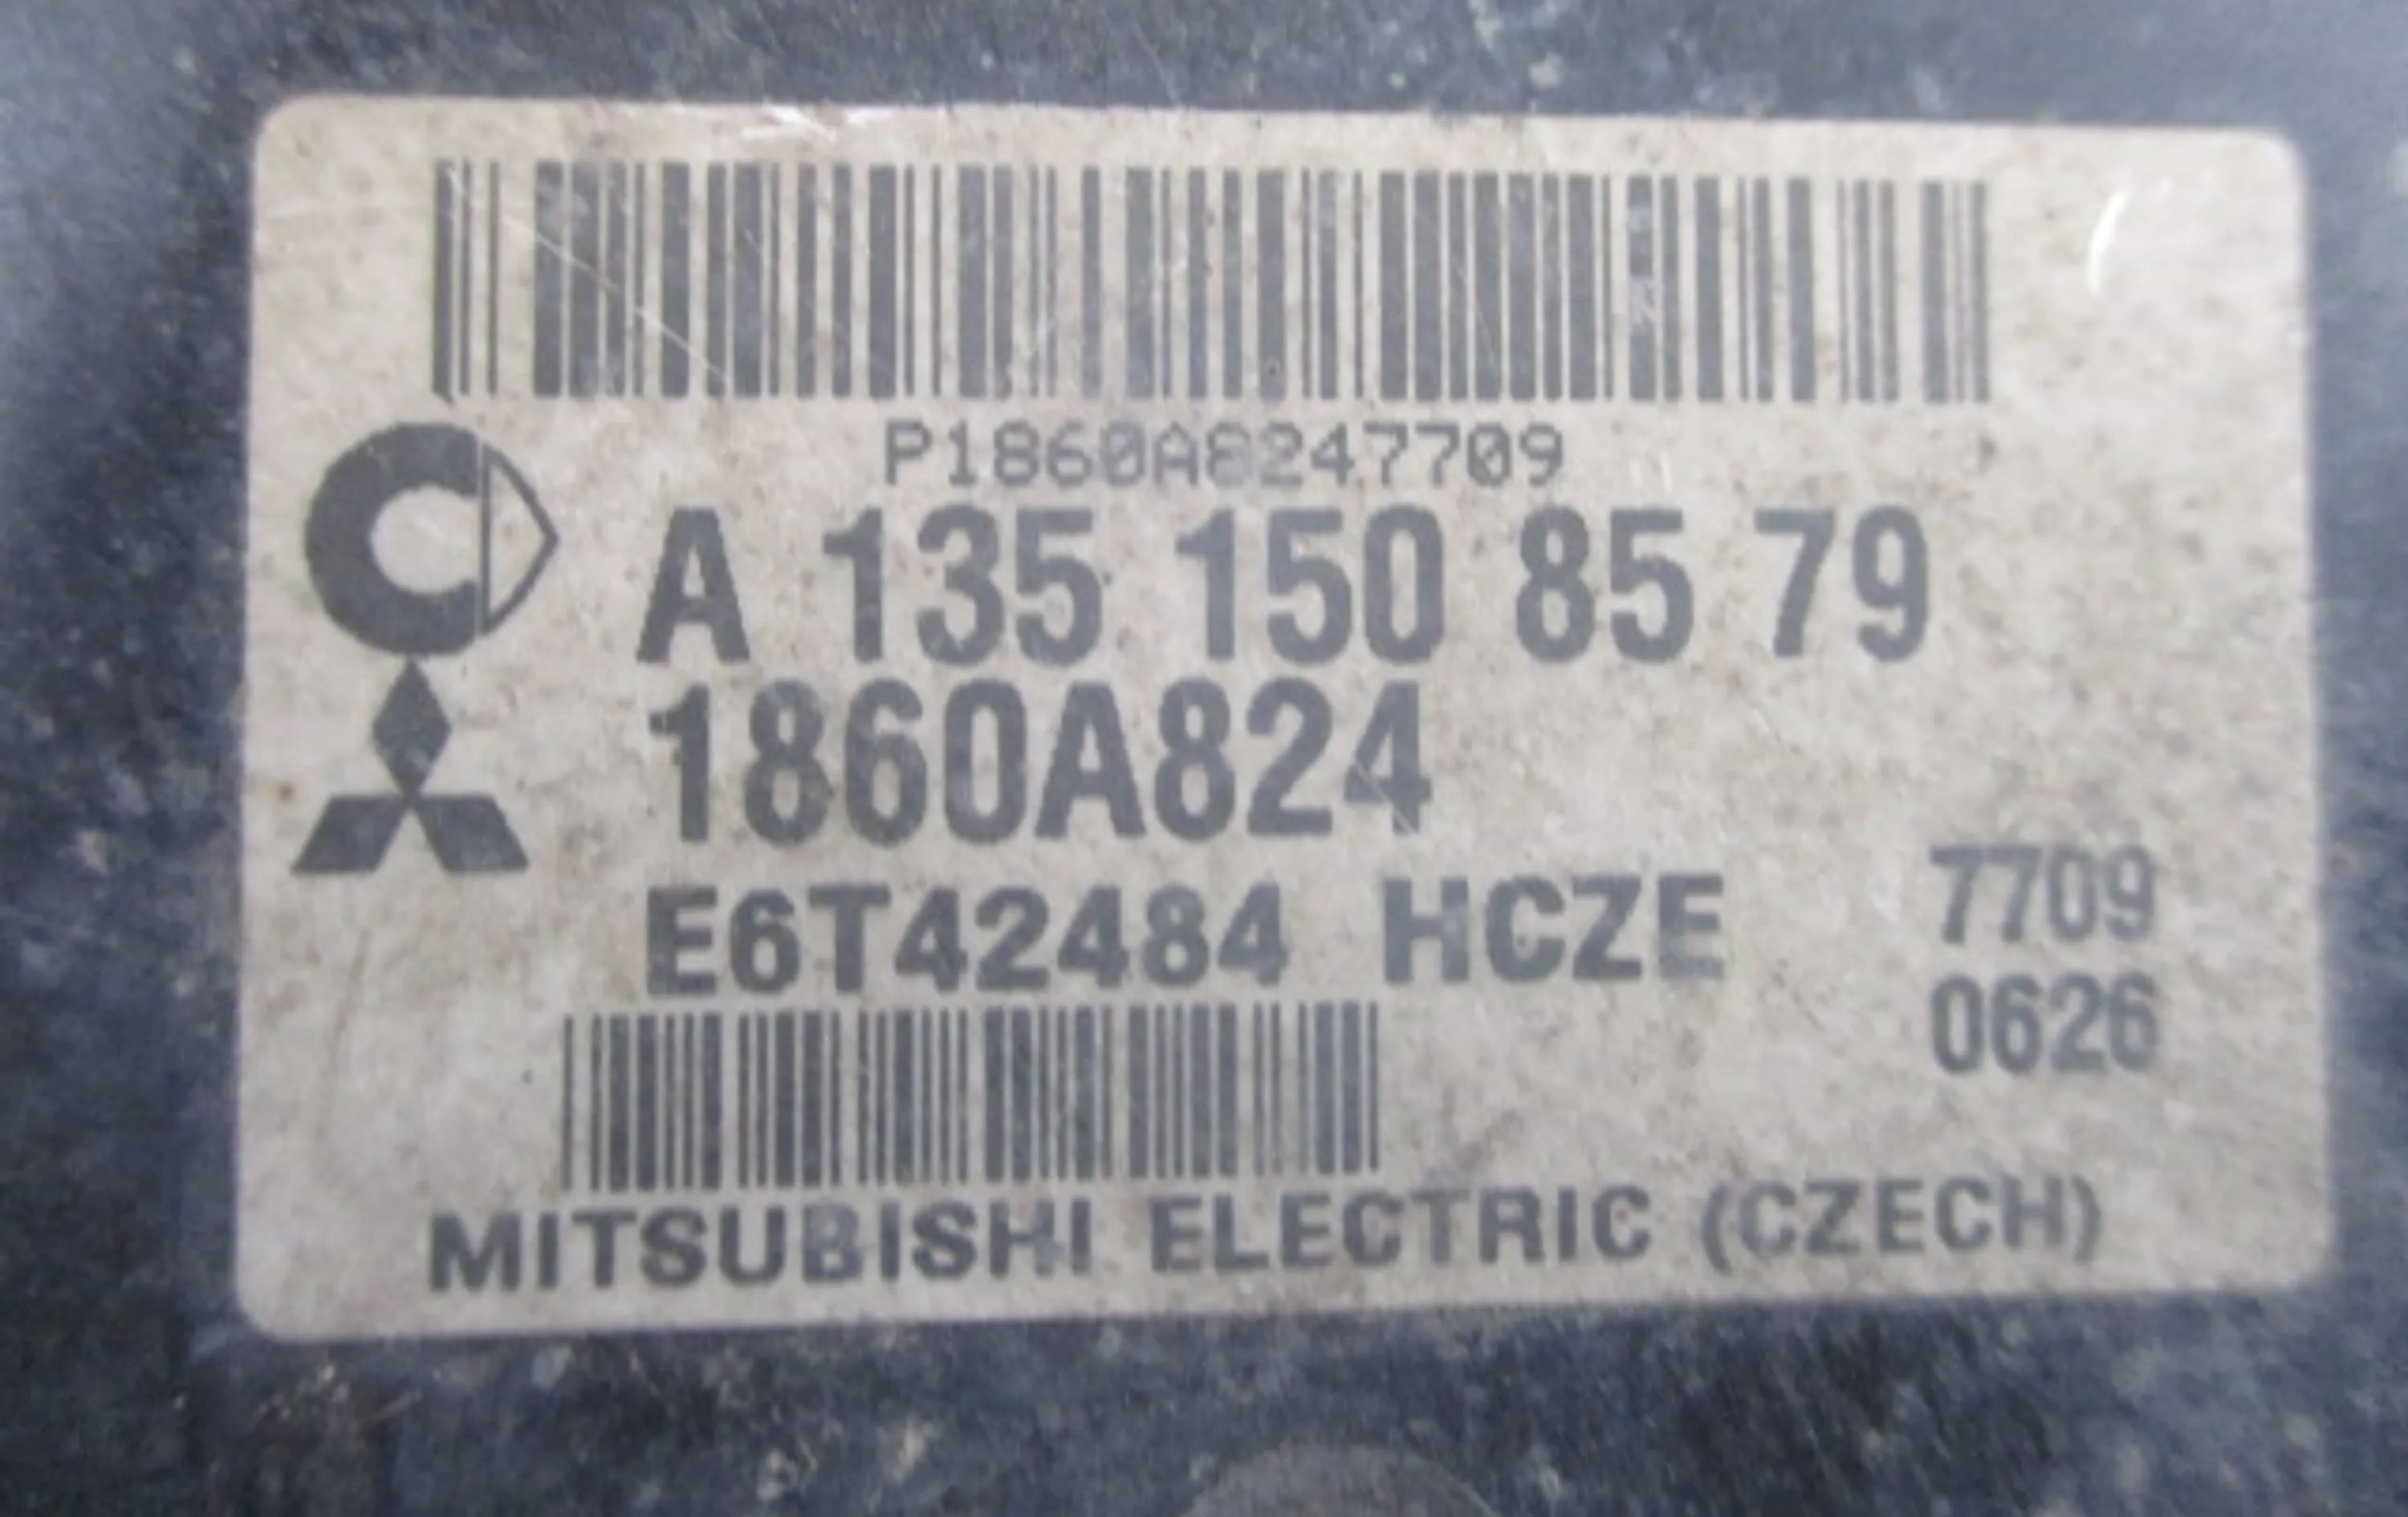 P1860A8247709
A 135 150 85 79
1860A824
E6T42484 HCZE 7709
0626
MITSUBISHI ELECTRIC (CZECH)